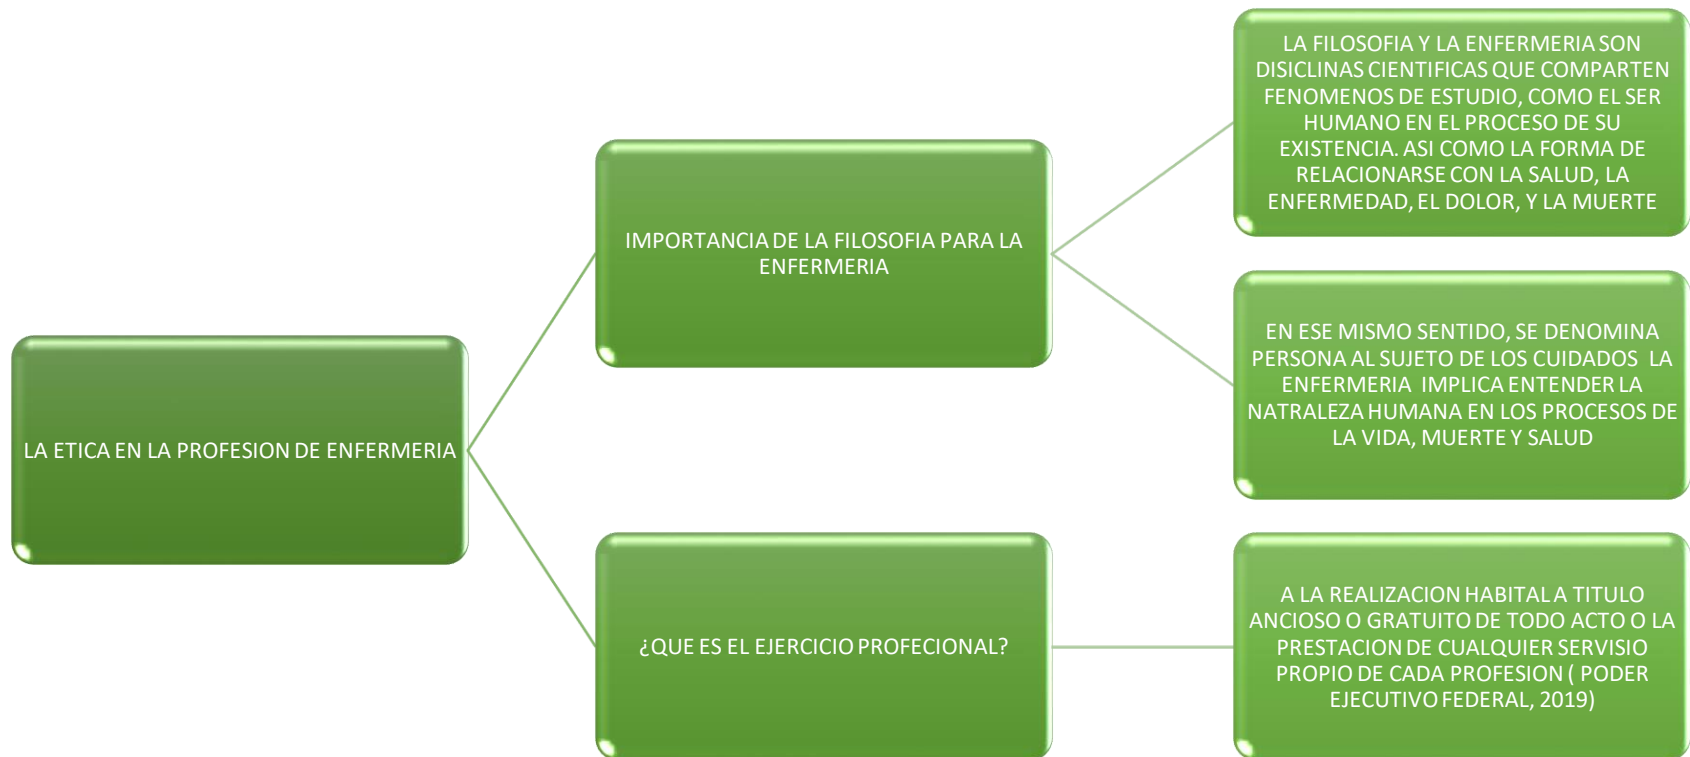 LA ETICA EN LA PROFESION DE ENFERMERIA
IMPORTANCIA DE LA FILOSOFIA PARA LA
ENFERMERIA
LA FILOSOFIA Y LA ENFERMERIA SON
DISICLINAS CIENTIFICAS QUE COMPARTEN
FENOMENOS DE ESTUDIO, COMO EL SER
HUMANO EN EL PROCESO DE SU
EXISTENCIA. ASI COMO LA FORMA DE
RELACIONARSE CON LA SALUD, LA
ENFERMEDAD, EL DOLOR, Y LA MUERTE
EN ESE MISMO SENTIDO, SE DENOMINA
PERSONA AL SUJETO DE LOS CUIDADOS LA
ENFERMERIA IMPLICA ENTENDER LA
NATRALEZA HUMANA EN LOS PROCESOS DE
LA VIDA, MUERTE Y SALUD
¿QUE ES EL EJERCICIO PROFECIONAL?
A LA REALIZACION HABITAL A TITULO
ANCIOSO O GRATUITO DE TODO ACTO O LA
PRESTACION DE CUALQUIER SERVISIO
PROPIO DE CADA PROFESION ( PODER
EJECUTIVO FEDERAL, 2019)